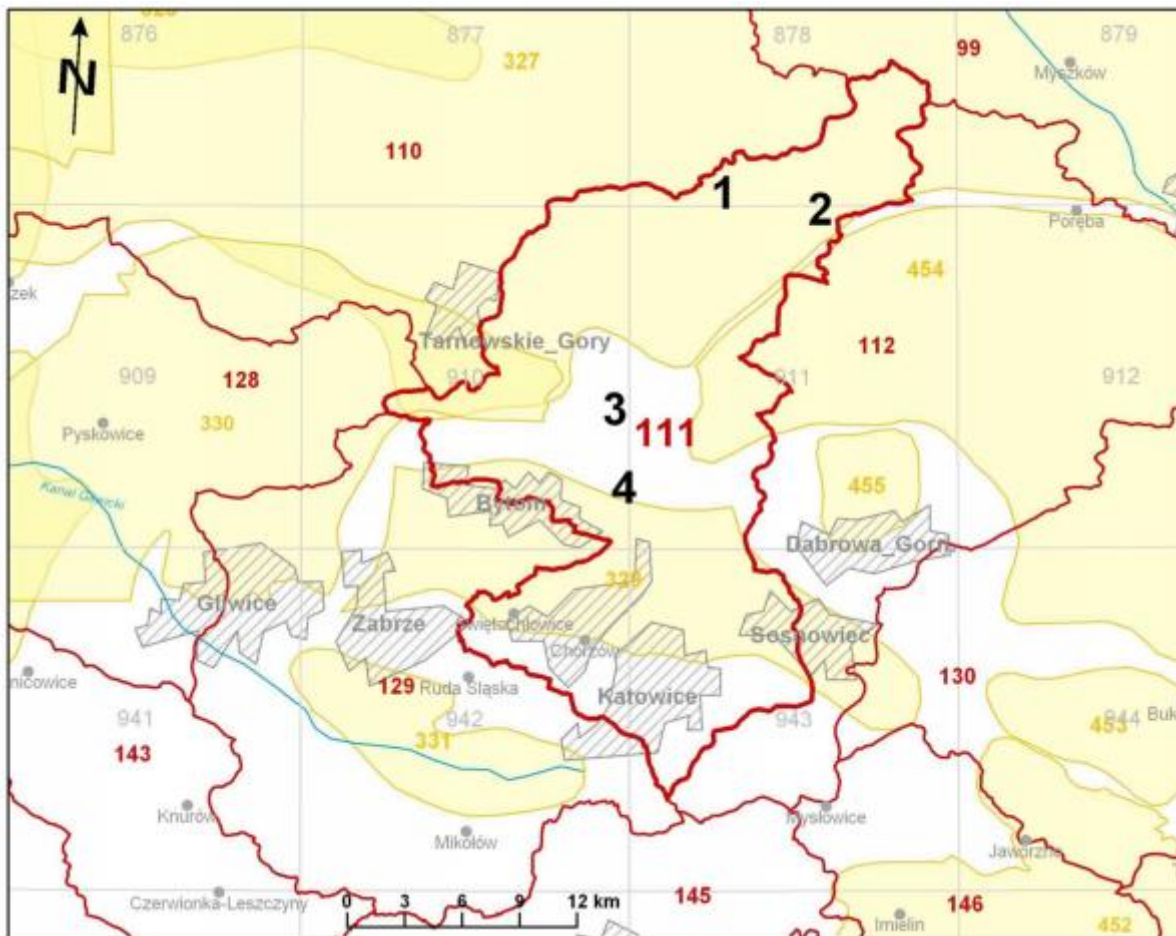 876
877
878
879
327
99
Myszków
N
110
1
2
Poręba
454
zek
Tarnowskie_Gory
112
909
910
911
912
128
3
111
330
Pyskowice
4
455
Kanał Gliwicki
Bytom
Dabrowa_Gorn
Gliwice
Zabrze
Świętochłowice
Chorzów
Sosnowiec
nicowice
129
Ruda Śląska
Katowice
130
941
942
943
944
Buk
453
143
331
Knurów
Mikołów
Mysłowice
Jaworzno
Czerwionka-Leszczyny
0 3 6 9 12 km
145
146
Imielin
452